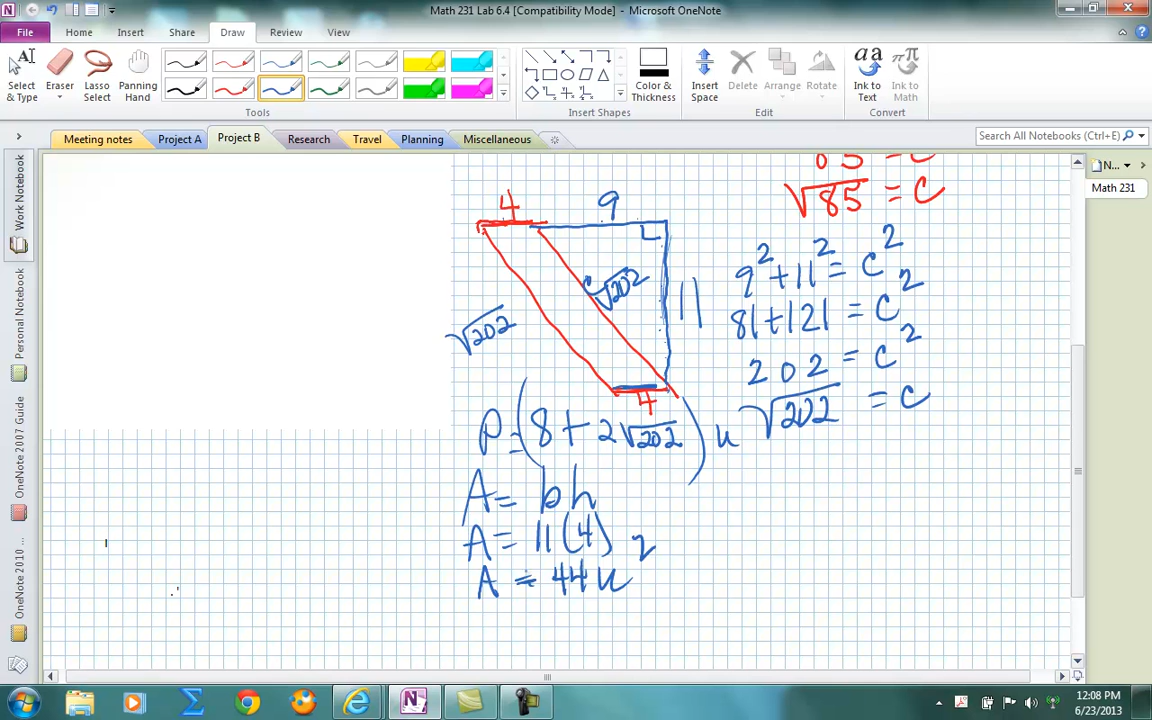 Math 231 Lab 6.4 [Compatibility Mode] - Microsoft OneNote
File Home Insert Share Draw Review View
Select & Type
Eraser
Lasso Select
Panning Hand
Color & Thickness
Insert Space
Delete
Arrange
Rotate
Ink to Text
Ink to Math
Tools
Insert Shapes
Edit
Convert
Meeting notes Project A Project B Research Travel Planning Miscellaneous
Search All Notebooks (Ctrl+E)
N...
Math 231
Work Notebook
Personal Notebook
OneNote 2007 Guide
OneNote 2010 ...
85 = C
√85 = C
4
9
11
√202
c √202
4
9² + 11² = C²
81 + 121 = C²
202 = C²
√202 = C
P = (8 + 2√202) u
A = bh
A = 11(4)
A = 44 u²
12:08 PM
6/23/2013